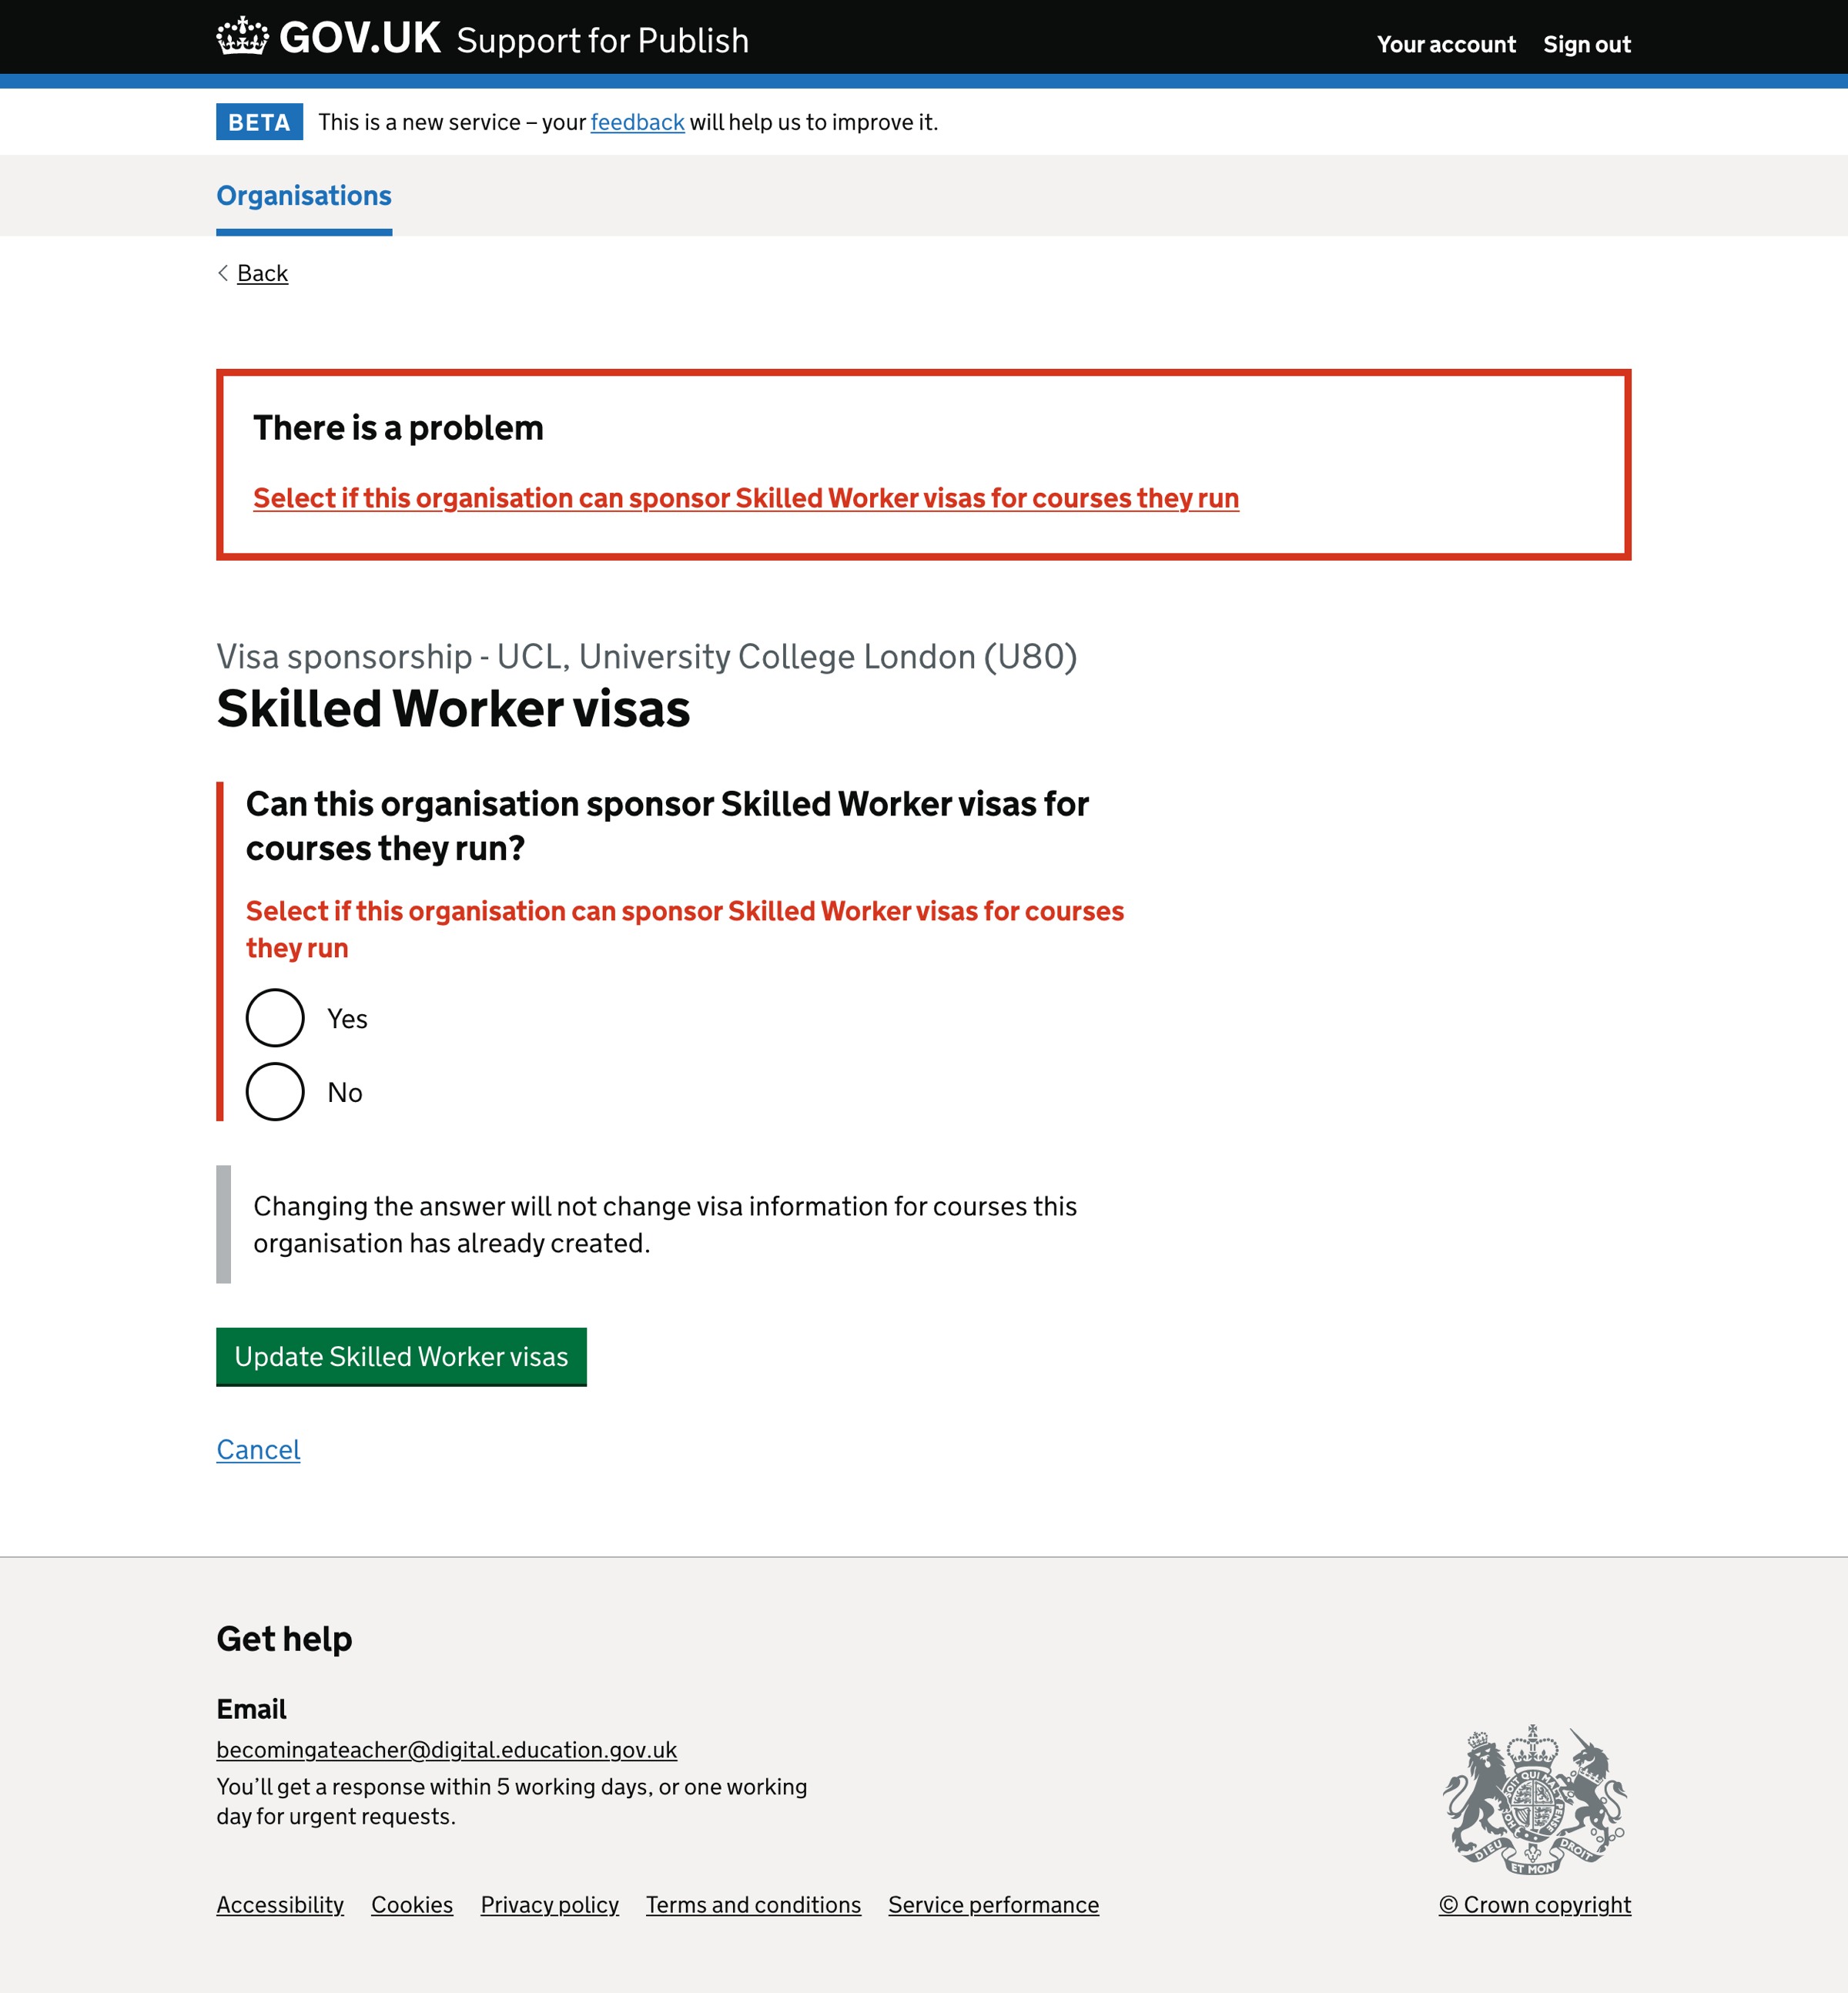 GOV.UK Support for Publish
Your account Sign out
BETA This is a new service – your feedback will help us to improve it.
Organisations
Back
There is a problem
Select if this organisation can sponsor Skilled Worker visas for courses they run
Visa sponsorship - UCL, University College London (U80)
Skilled Worker visas
Can this organisation sponsor Skilled Worker visas for
courses they run?
Select if this organisation can sponsor Skilled Worker visas for courses
they run
Yes
No
Changing the answer will not change visa information for courses this
organisation has already created.
Update Skilled Worker visas
Cancel
Get help
Email
becomingateacher@digital.education.gov.uk
You’ll get a response within 5 working days, or one working
day for urgent requests.
DIEU ET MON DROIT
Accessibility Cookies Privacy policy Terms and conditions Service performance
© Crown copyright